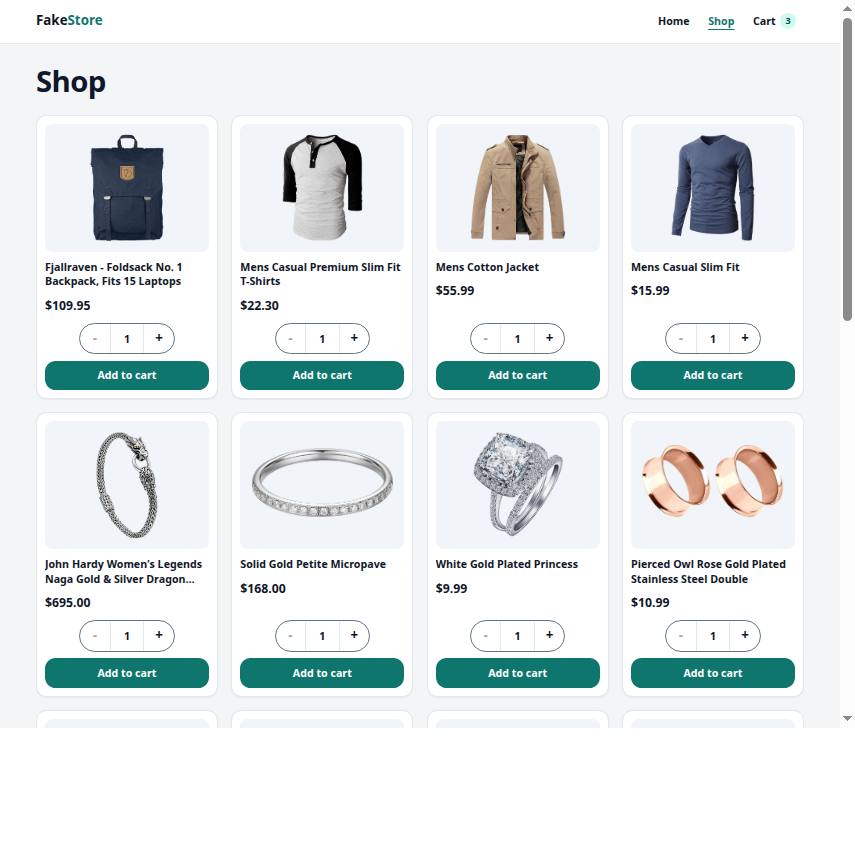 FakeStore
Home Shop Cart 3
Shop
Fjallraven - Foldsack No. 1
Backpack, Fits 15 Laptops
$109.95
- 1 +
Add to cart
Mens Casual Premium Slim Fit
T-Shirts
$22.30
- 1 +
Add to cart
Mens Cotton Jacket
$55.99
- 1 +
Add to cart
Mens Casual Slim Fit
$15.99
- 1 +
Add to cart
John Hardy Women's Legends
Naga Gold & Silver Dragon...
$695.00
- 1 +
Add to cart
Solid Gold Petite Micropave
$168.00
- 1 +
Add to cart
White Gold Plated Princess
$9.99
- 1 +
Add to cart
Pierced Owl Rose Gold Plated
Stainless Steel Double
$10.99
- 1 +
Add to cart